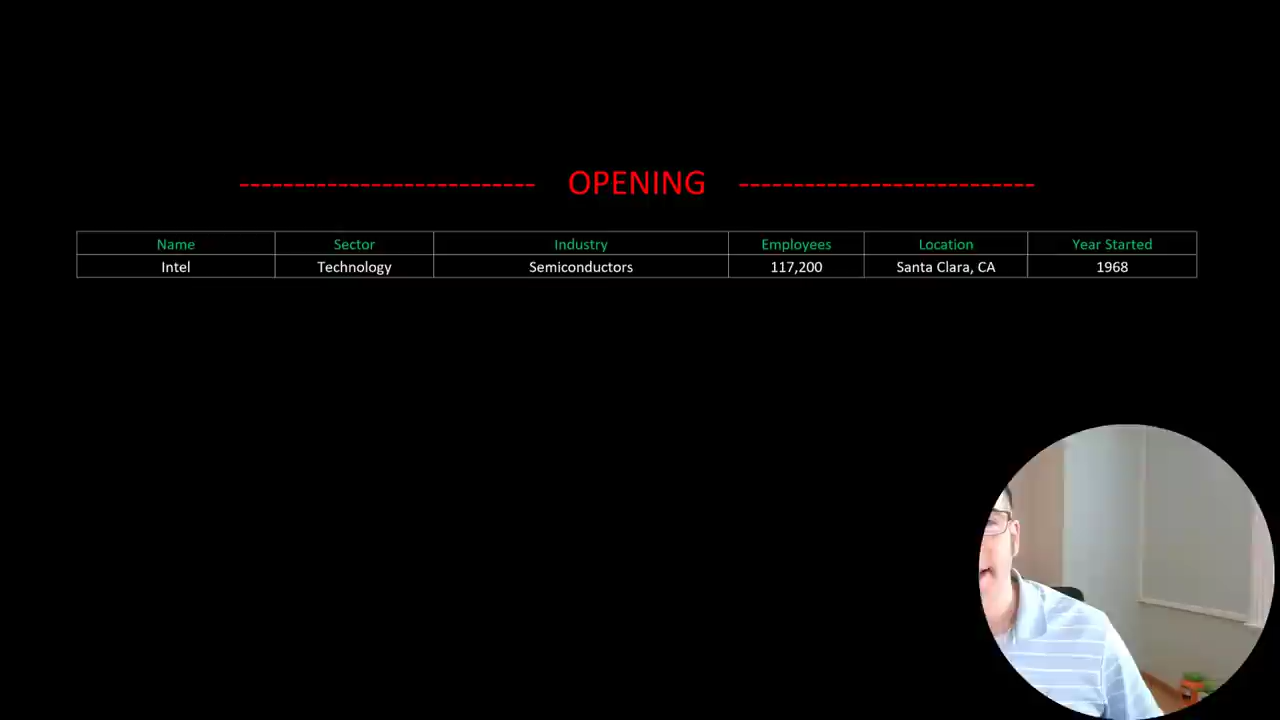 --------------------------- OPENING ---------------------------
Name Sector Industry Employees Location Year Started
Intel Technology Semiconductors 117,200 Santa Clara, CA 1968